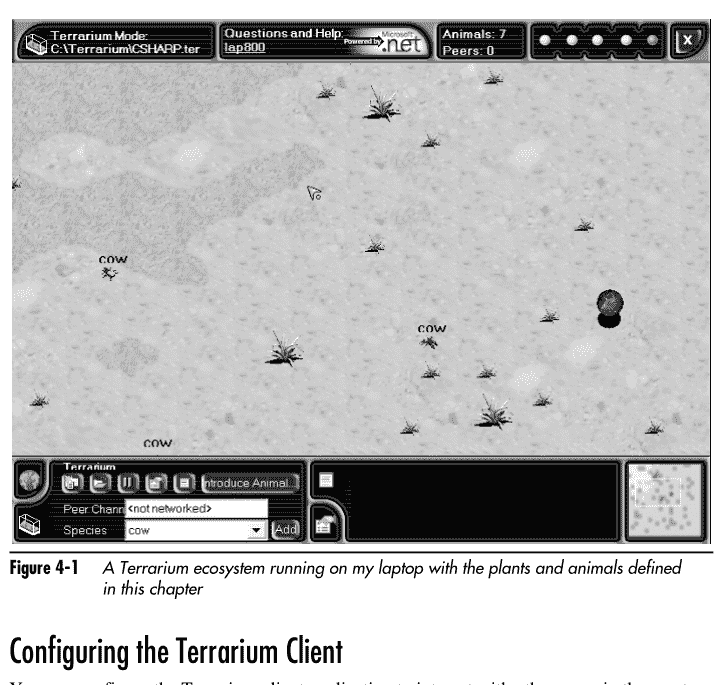 Terrarium Mode:
C:\Terrarium\CSHARP.ter
Questions and Help:
lap800
Powered by Microsoft .net
Animals: 7
Peers: 0
X
cow
cow
cow
Terrarium
ntroduce Animal...
Peer Chann <not networked>
Species cow Add
Figure 4-1 A Terrarium ecosystem running on my laptop with the plants and animals defined
in this chapter
Configuring the Terrarium Client